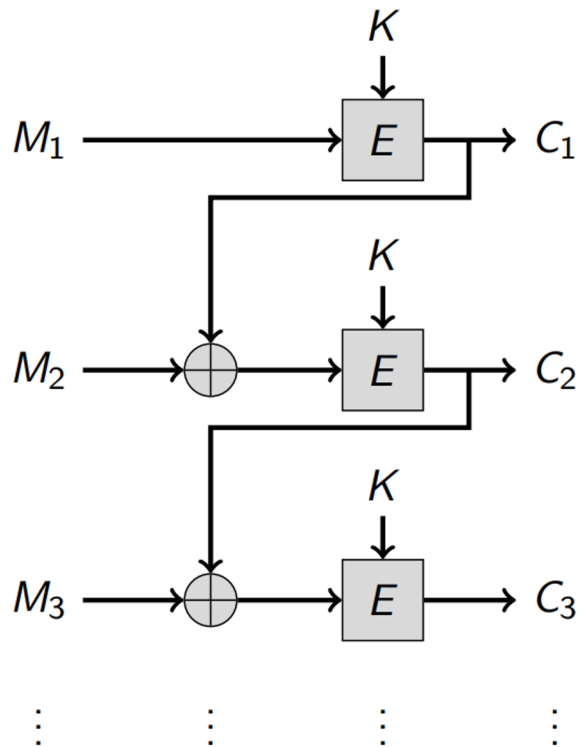 K
M₁ E C₁
K
M₂ E C₂
K
M₃ E C₃
⋮ ⋮ ⋮ ⋮